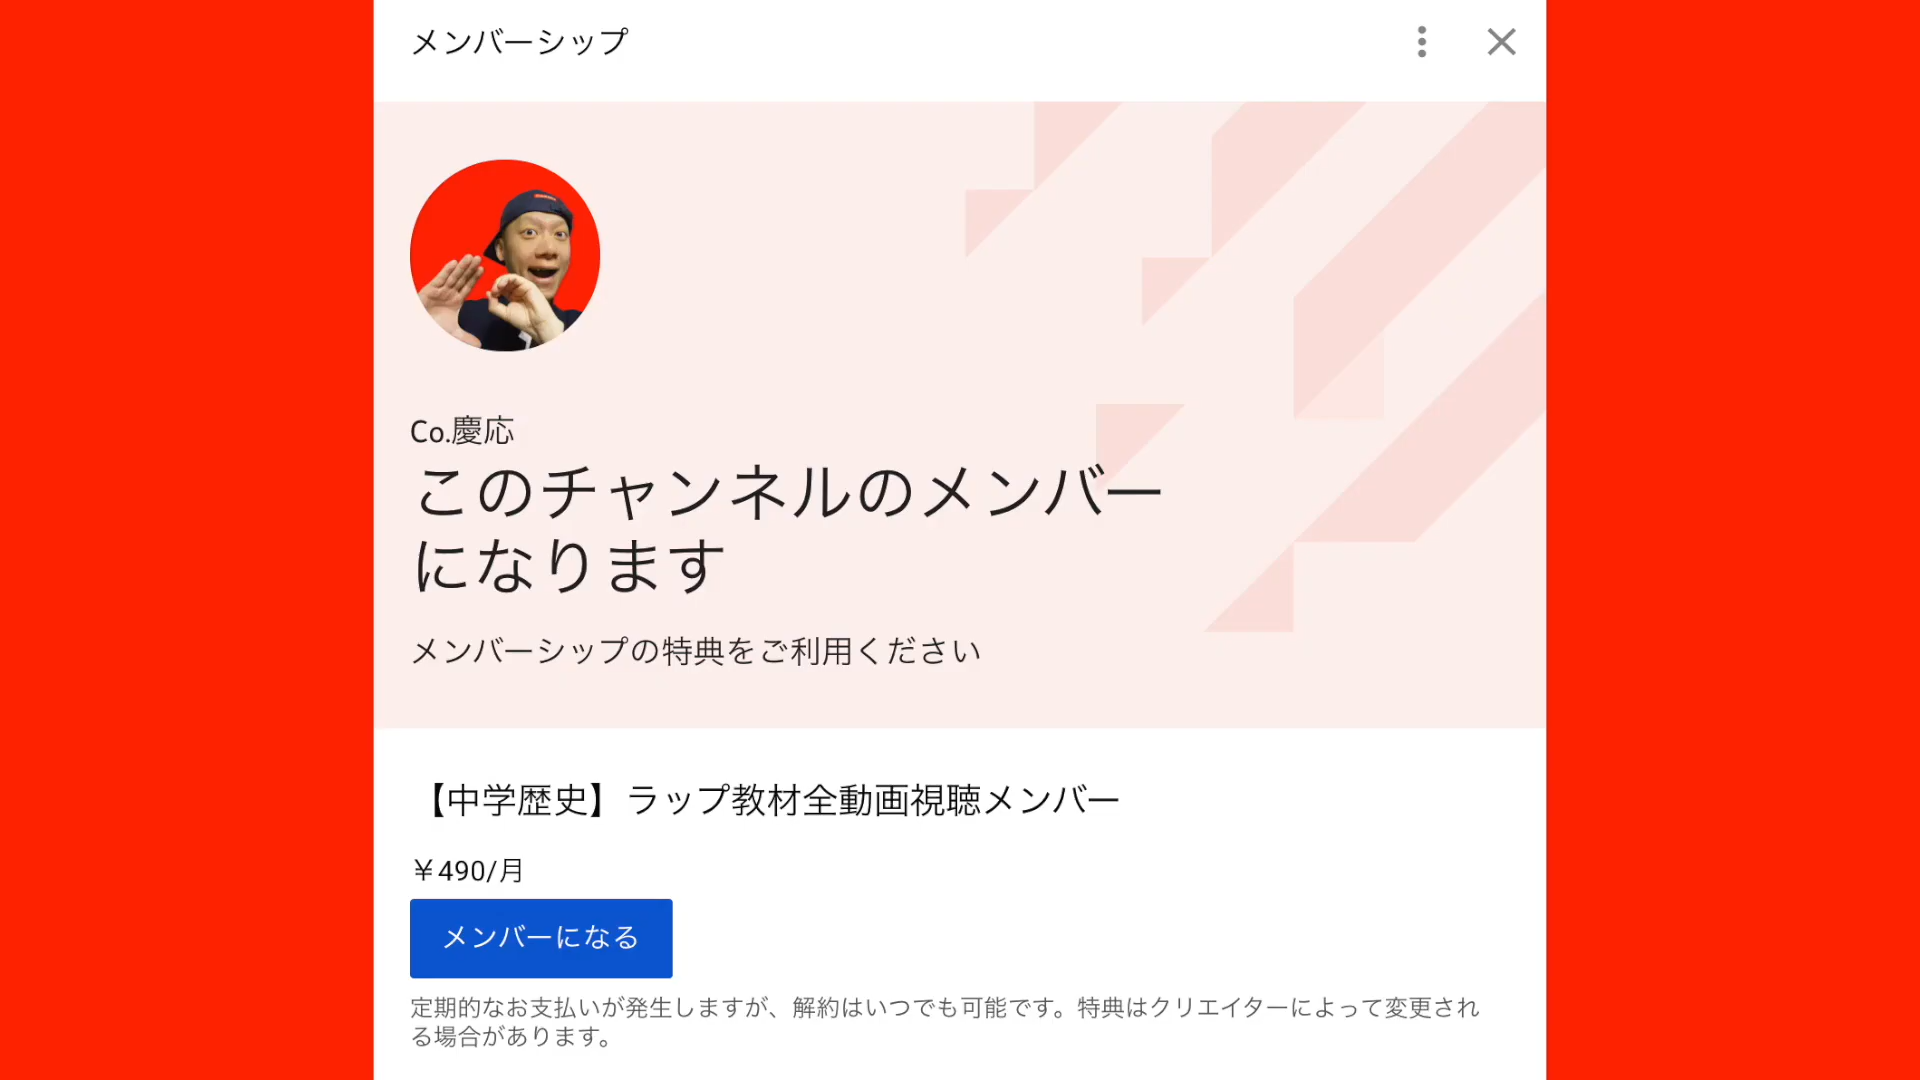 メンバーシップ
Co.慶応
このチャンネルのメンバー
になります
メンバーシップの特典をご利用ください
【中学歴史】ラップ教材全動画視聴メンバー
￥490/月
メンバーになる
定期的なお支払いが発生しますが、解約はいつでも可能です。特典はクリエイターによって変更され
る場合があります。